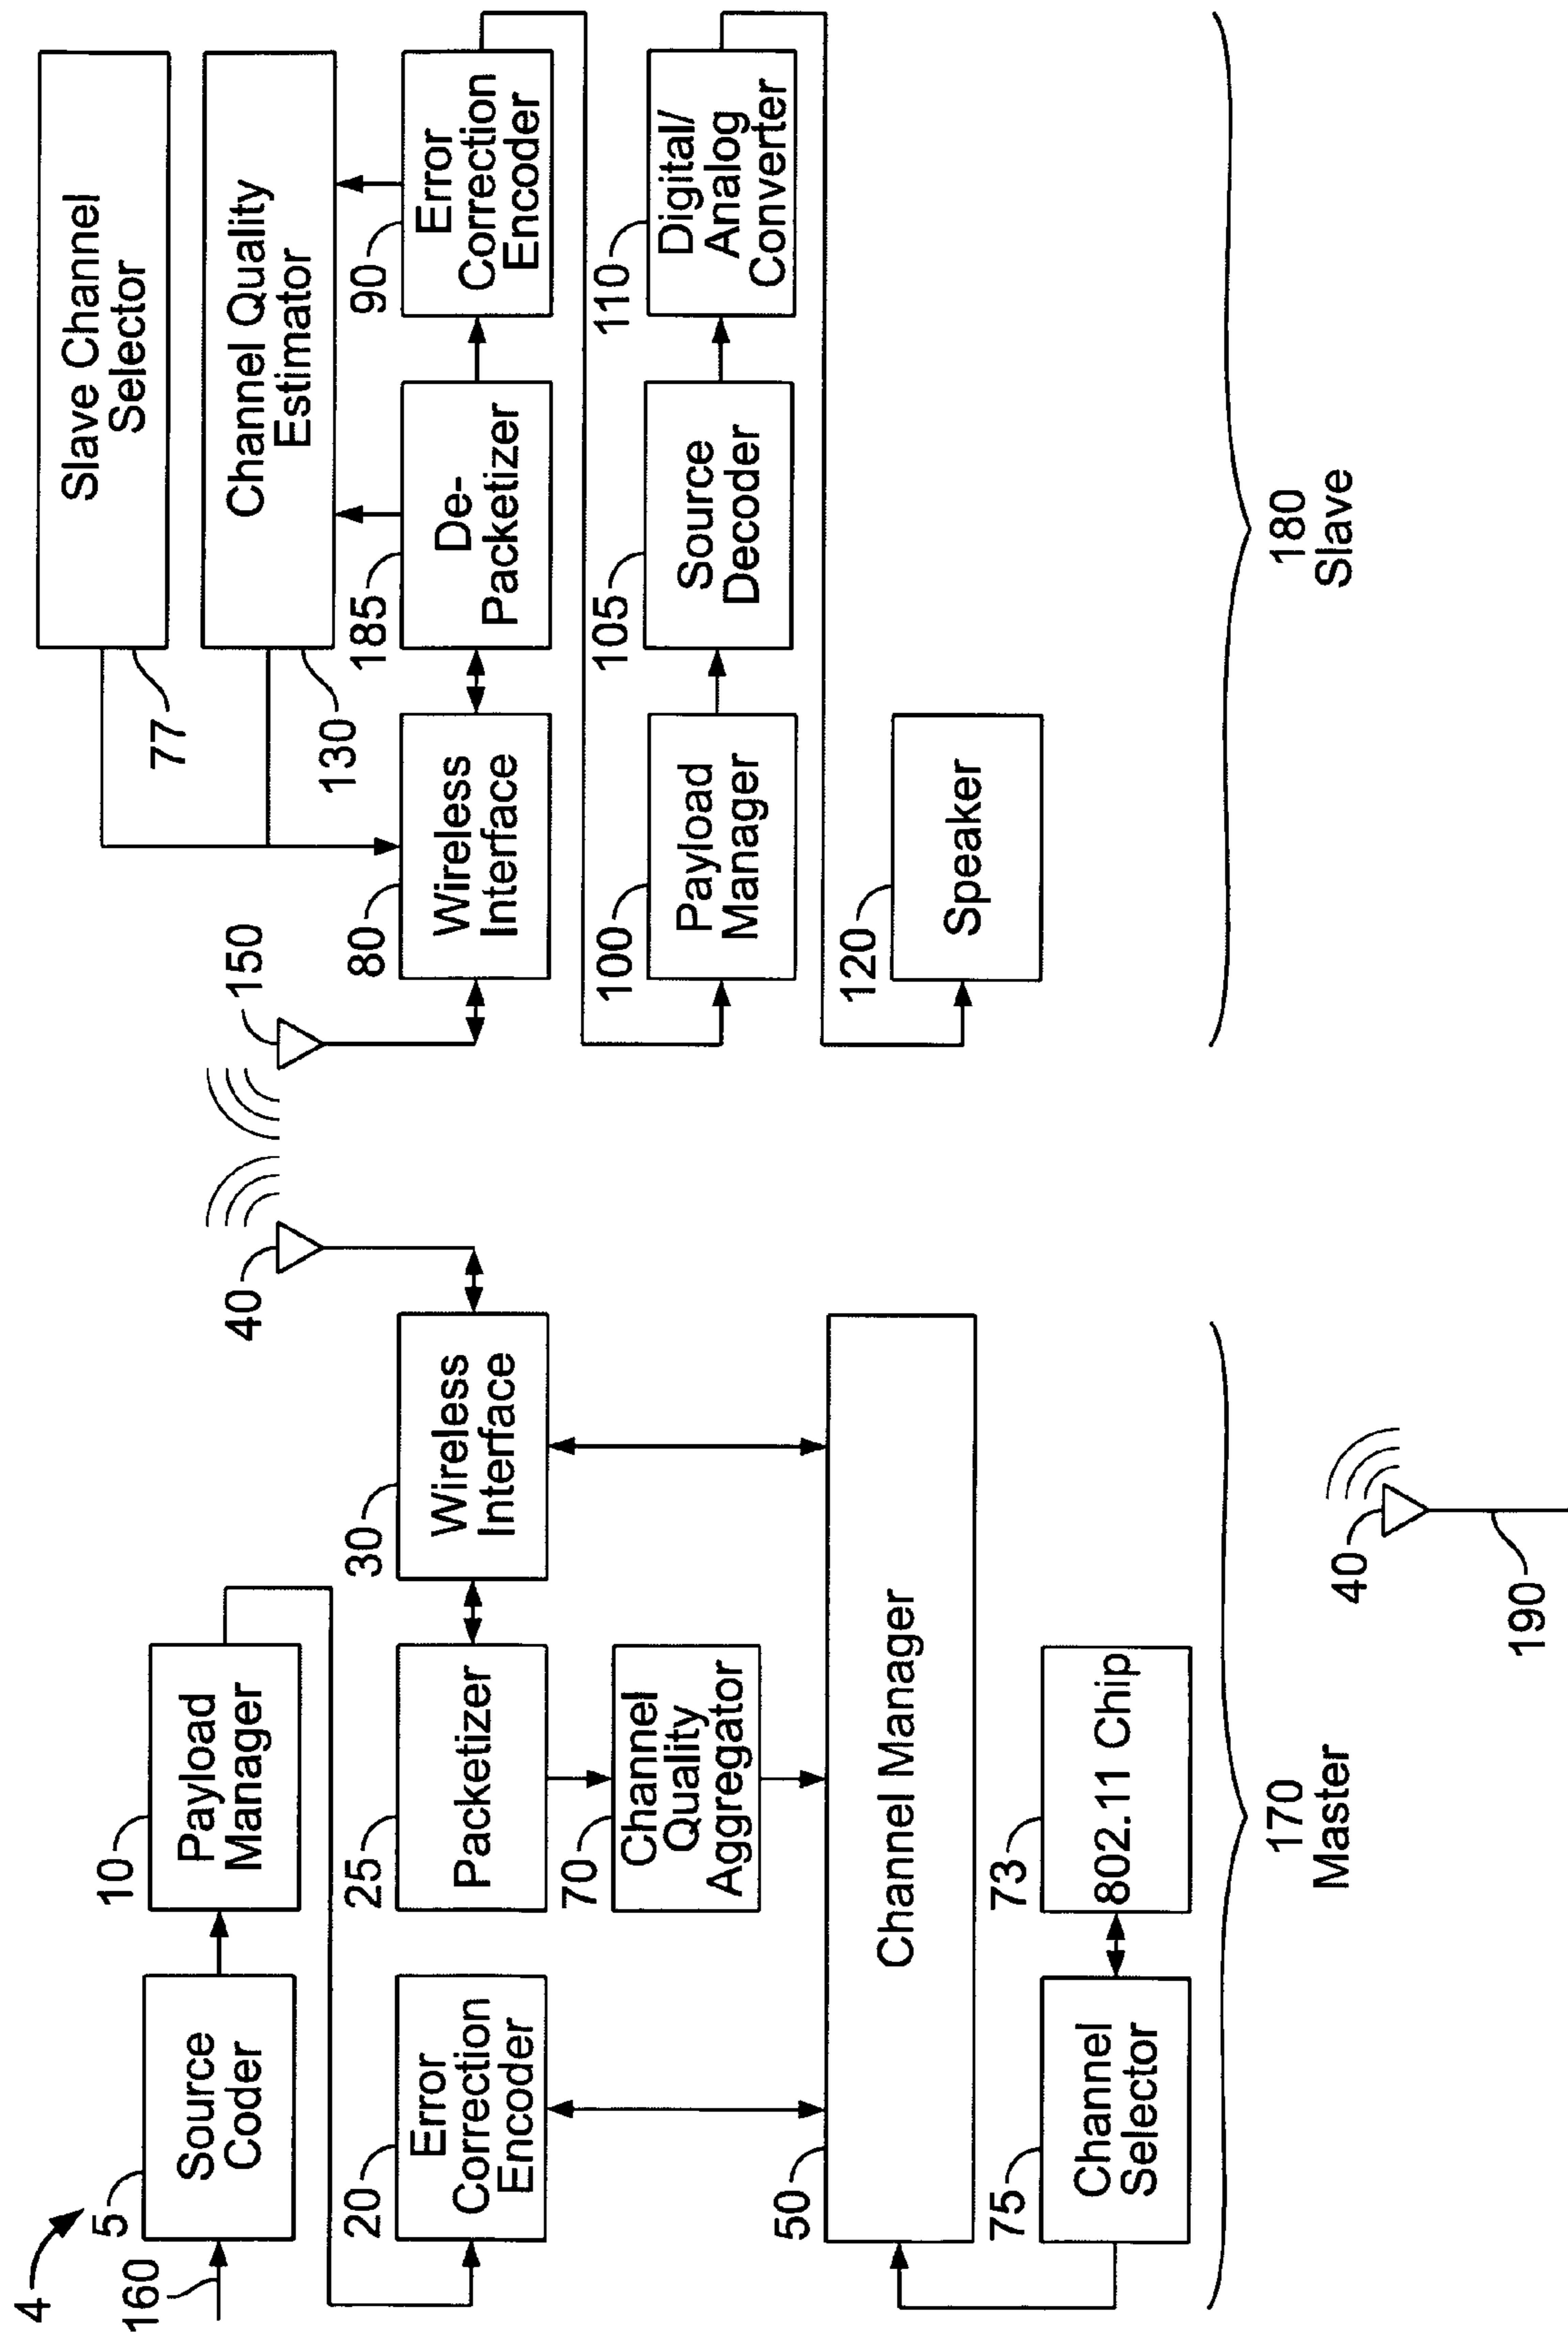 4
160
5
Source
Coder
10
Payload
Manager
20
Error
Correction
Encoder
25
Packetizer
30
Wireless
Interface
40
70
Channel
Quality
Aggregator
50
Channel Manager
75
Channel
Selector
73
802.11 Chip
170
Master
40
190
Slave Channel
Selector
77
Channel Quality
Estimator
130
150
80
Wireless
Interface
185
De-
Packetizer
90
Error
Correction
Encoder
100
Payload
Manager
105
Source
Decoder
110
Digital/
Analog
Converter
120
Speaker
180
Slave